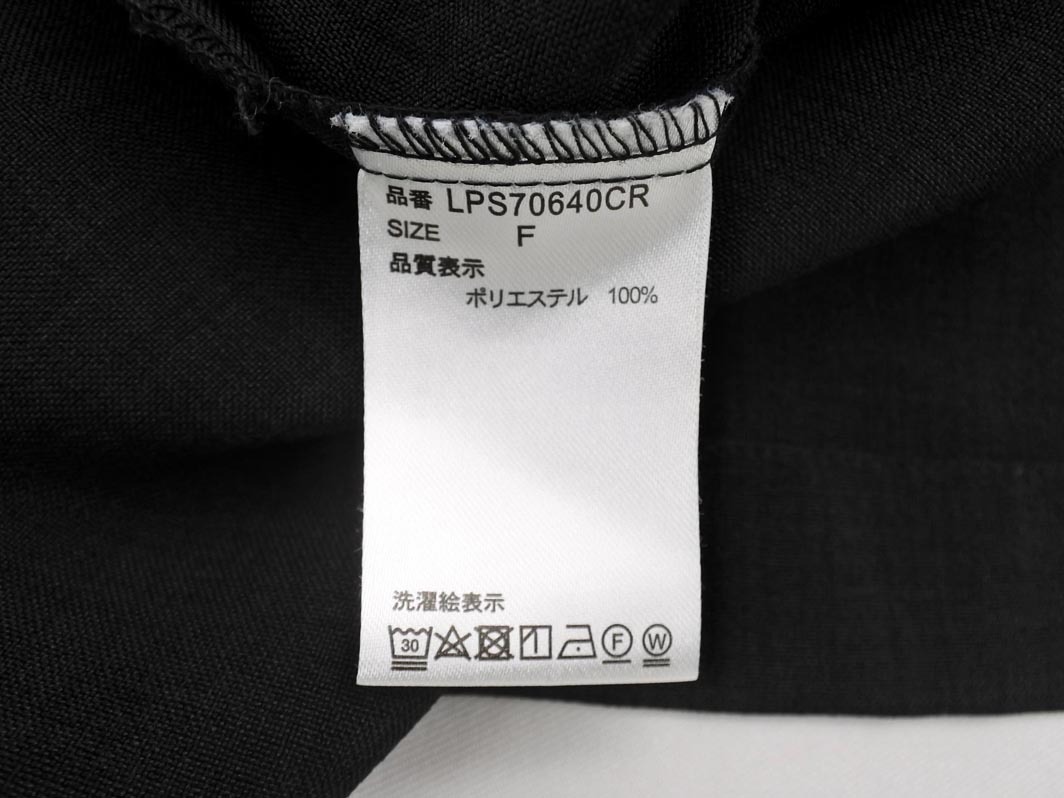 品番 LPS70640CR
SIZE F
品質表示
ポリエステル 100%
洗濯絵表示
30 F W